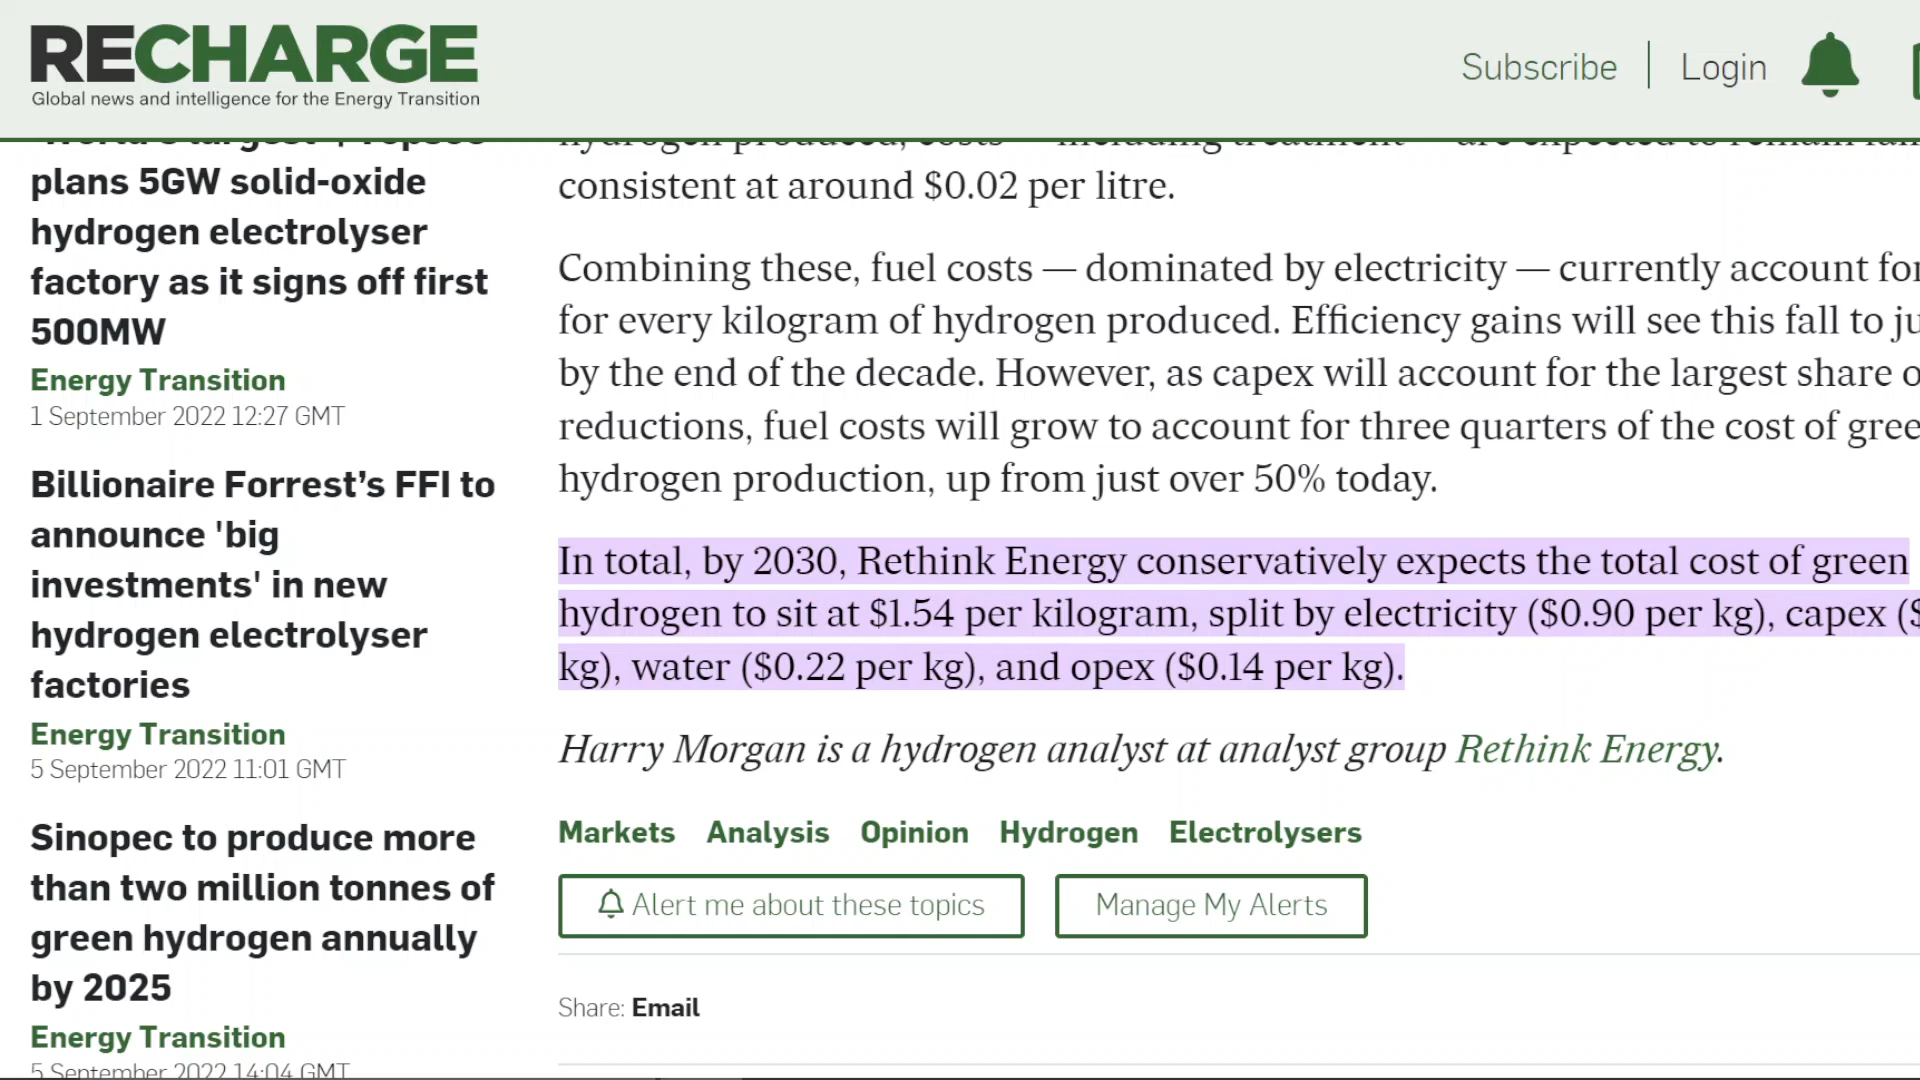 RECHARGE
Global news and intelligence for the Energy Transition
Subscribe
Login
plans 5GW solid-oxide
hydrogen electrolyser
factory as it signs off first
500MW
Energy Transition
1 September 2022 12:27 GMT
Billionaire Forrest’s FFI to
announce 'big
investments' in new
hydrogen electrolyser
factories
Energy Transition
5 September 2022 11:01 GMT
Sinopec to produce more
than two million tonnes of
green hydrogen annually
by 2025
Energy Transition
5 September 2022 14:04 GMT
consistent at around $0.02 per litre.
Combining these, fuel costs — dominated by electricity — currently account for
for every kilogram of hydrogen produced. Efficiency gains will see this fall to
by the end of the decade. However, as capex will account for the largest share
reductions, fuel costs will grow to account for three quarters of the cost of
hydrogen production, up from just over 50% today.
In total, by 2030, Rethink Energy conservatively expects the total cost of green
hydrogen to sit at $1.54 per kilogram, split by electricity ($0.90 per kg), capex ($
kg), water ($0.22 per kg), and opex ($0.14 per kg).
Harry Morgan is a hydrogen analyst at analyst group Rethink Energy.
Markets Analysis Opinion Hydrogen Electrolysers
Alert me about these topics
Manage My Alerts
Share: Email